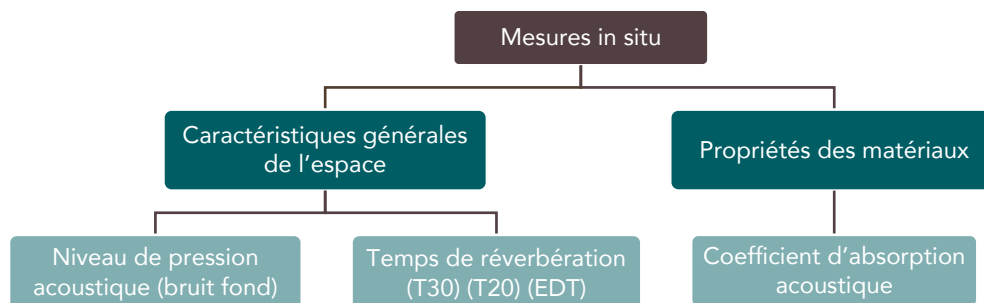 Mesures in situ
Caractéristiques générales
de l'espace
Propriétés des matériaux
Niveau de pression
acoustique (bruit fond)
Temps de réverbération
(T30) (T20) (EDT)
Coefficient d'absorption
acoustique